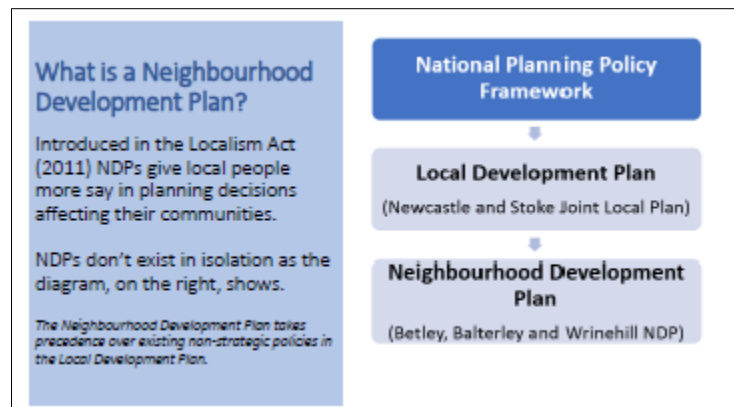 What is a Neighbourhood
Development Plan?
Introduced in the Localism Act
(2011) NDPs give local people
more say in planning decisions
affecting their communities.
NDPs don't exist in isolation as the
diagram, on the right, shows.
The Neighbourhood Development Plan takes
precedence over existing non-strategic policies in
the Local Development Plan.
National Planning Policy
Framework
Local Development Plan
(Newcastle and Stoke Joint Local Plan)
Neighbourhood Development
Plan
(Betley, Balterley and Wrinehill NDP)